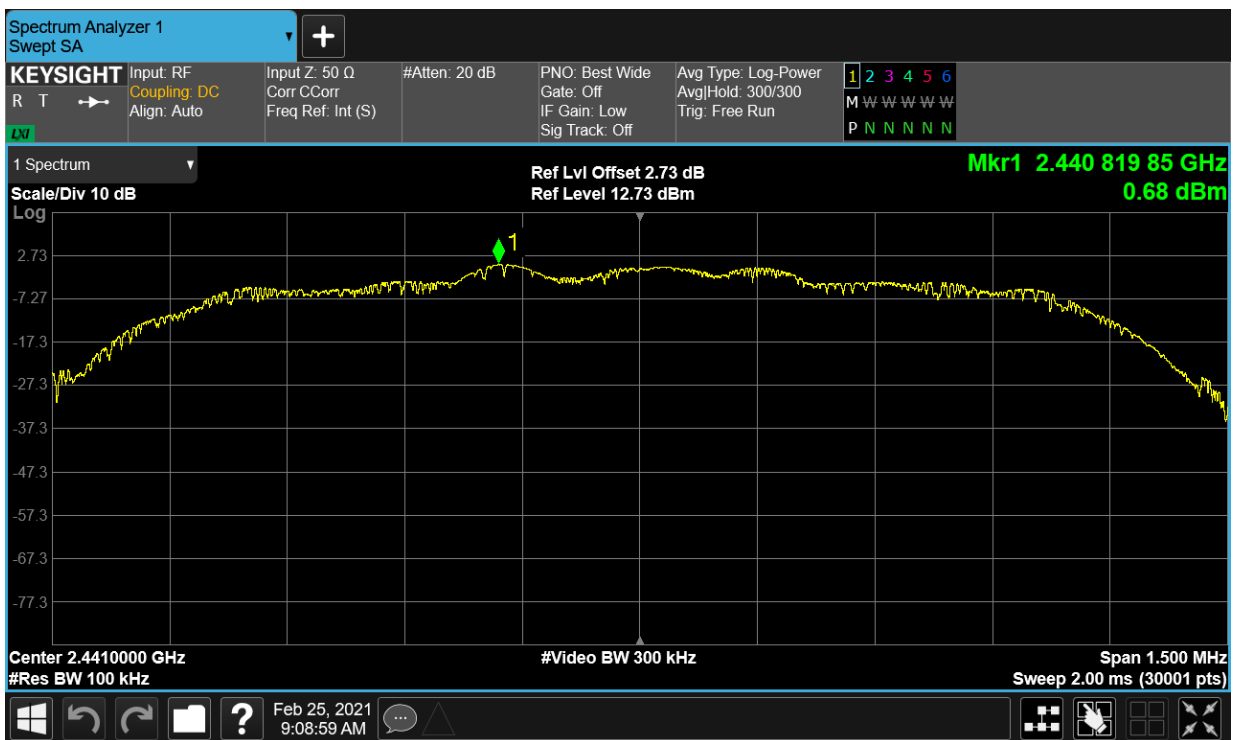 Spectrum Analyzer 1
Swept SA
KEYSIGHT
R T
LXI
Input: RF
Coupling: DC
Align: Auto
Input Z: 50 Ω
Corr CCorr
Freq Ref: Int (S)
#Atten: 20 dB
PNO: Best Wide
Gate: Off
IF Gain: Low
Sig Track: Off
Avg Type: Log-Power
Avg|Hold: 300/300
Trig: Free Run
1 2 3 4 5 6
M W W W W W
P N N N N N
1 Spectrum
Scale/Div 10 dB
Log
Ref Lvl Offset 2.73 dB
Ref Level 12.73 dBm
Mkr1 2.440 819 85 GHz
0.68 dBm
1
2.73
-7.27
-17.3
-27.3
-37.3
-47.3
-57.3
-67.3
-77.3
Center 2.4410000 GHz
#Res BW 100 kHz
#Video BW 300 kHz
Span 1.500 MHz
Sweep 2.00 ms (30001 pts)
?
Feb 25, 2021
9:08:59 AM